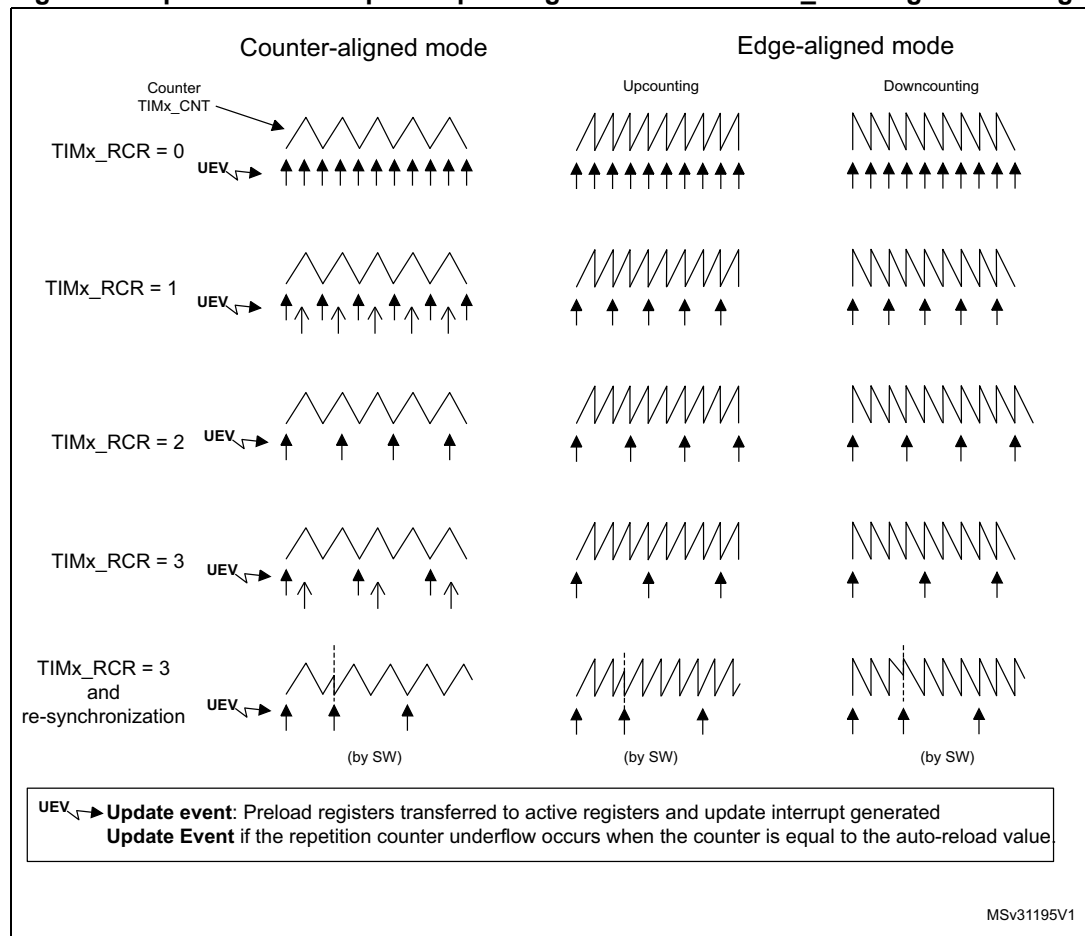 Counter-aligned mode
Edge-aligned mode
Counter
TIMx_CNT
Upcounting
Downcounting
TIMx_RCR = 0
UEV
TIMx_RCR = 1
UEV
TIMx_RCR = 2
UEV
TIMx_RCR = 3
UEV
TIMx_RCR = 3
and
re-synchronization
UEV
(by SW)
(by SW)
(by SW)
UEV Update event: Preload registers transferred to active registers and update interrupt generated
Update Event if the repetition counter underflow occurs when the counter is equal to the auto-reload value.
MSv31195V1